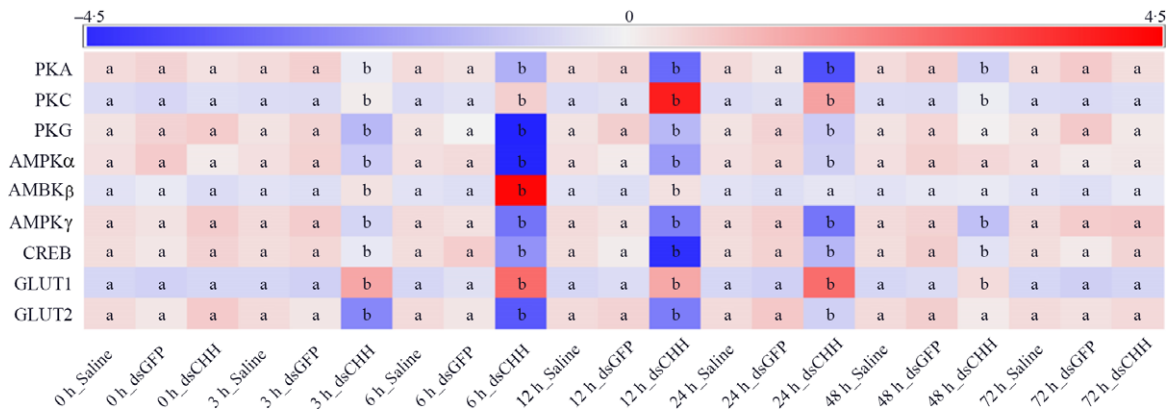 –4·5 0 4·5
PKA a a a a a b a a b a a b a a b a a b a a a
PKC a a a a a b a a b a a b a a b a a b a a a
PKG a a a a a b a a b a a b a a b a a a a a a
AMPKα a a a a a b a a b a a b a a b a a a a a a
AMBKβ a a a a a b a a b a a b a a a a a a a a a
AMPKγ a a a a a b a a b a a b a a b a a b a a a
CREB a a a a a b a a b a a b a a b a a b a a a
GLUT1 a a a a a b a a b a a b a a b a a b a a a
GLUT2 a a a a a b a a b a a b a a b a a a a a a
0 h_Saline
0 h_dsGFP
0 h_dsCHH
3 h_Saline
3 h_dsGFP
3 h_dsCHH
6 h_Saline
6 h_dsGFP
6 h_dsCHH
12 h_Saline
12 h_dsGFP
12 h_dsCHH
24 h_Saline
24 h_dsGFP
24 h_dsCHH
48 h_Saline
48 h_dsGFP
48 h_dsCHH
72 h_Saline
72 h_dsGFP
72 h_dsCHH